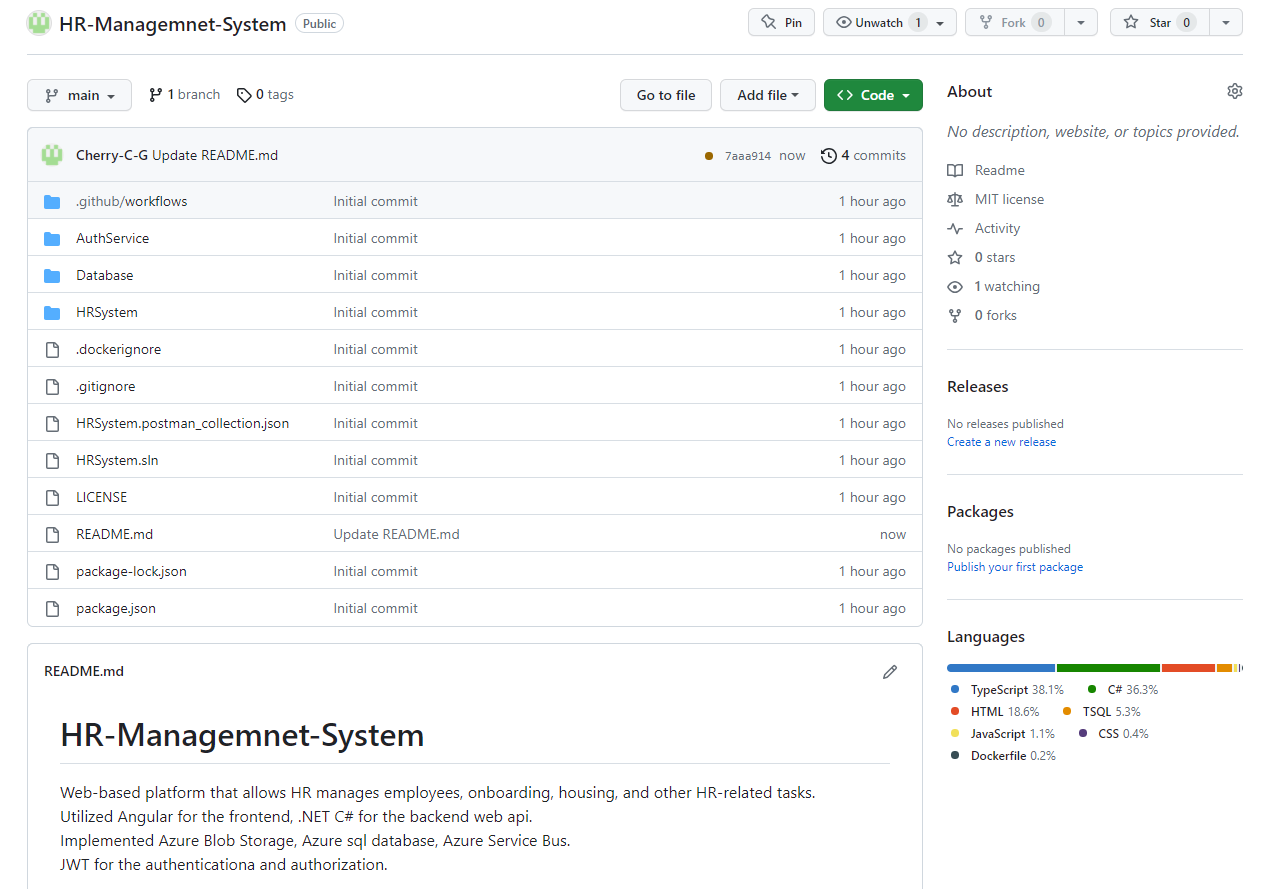 HR-Managemnet-System Public Pin Unwatch 1 Fork 0 Star 0
main 1 branch 0 tags Go to file Add file Code
Cherry-C-G Update README.md 7aaa914 now 4 commits
.github/workflows Initial commit 1 hour ago
AuthService Initial commit 1 hour ago
Database Initial commit 1 hour ago
HRSystem Initial commit 1 hour ago
.dockerignore Initial commit 1 hour ago
.gitignore Initial commit 1 hour ago
HRSystem.postman_collection.json Initial commit 1 hour ago
HRSystem.sln Initial commit 1 hour ago
LICENSE Initial commit 1 hour ago
README.md Update README.md now
package-lock.json Initial commit 1 hour ago
package.json Initial commit 1 hour ago
README.md
HR-Managemnet-System
Web-based platform that allows HR manages employees, onboarding, housing, and other HR-related tasks.
Utilized Angular for the frontend, .NET C# for the backend web api.
Implemented Azure Blob Storage, Azure sql database, Azure Service Bus.
JWT for the authenticationa and authorization.
About
No description, website, or topics provided.
Readme
MIT license
Activity
0 stars
1 watching
0 forks
Releases
No releases published
Create a new release
Packages
No packages published
Publish your first package
Languages
TypeScript 38.1% C# 36.3%
HTML 18.6% TSQL 5.3%
JavaScript 1.1% CSS 0.4%
Dockerfile 0.2%